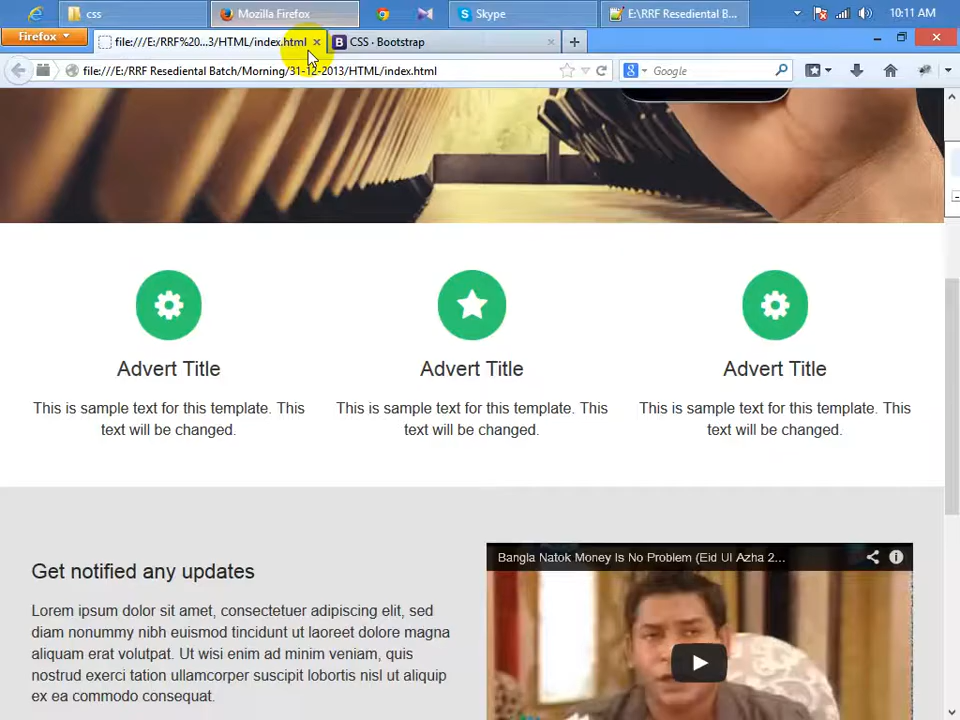 css
Mozilla Firefox
Skype
E:\RRF Resediental B...
10:11 AM
Firefox
file:///E:/RRF%20...3/HTML/index.html
CSS · Bootstrap
file:///E:/RRF Resediental Batch/Morning/31-12-2013/HTML/index.html
Google
Advert Title
Advert Title
Advert Title
This is sample text for this template. This
text will be changed.
This is sample text for this template. This
text will be changed.
This is sample text for this template. This
text will be changed.
Get notified any updates
Lorem ipsum dolor sit amet, consectetuer adipiscing elit, sed
diam nonummy nibh euismod tincidunt ut laoreet dolore magna
aliquam erat volutpat. Ut wisi enim ad minim veniam, quis
nostrud exerci tation ullamcorper suscipit lobortis nisl ut aliquip
ex ea commodo consequat.
Bangla Natok Money Is No Problem (Eid Ul Azha 2...